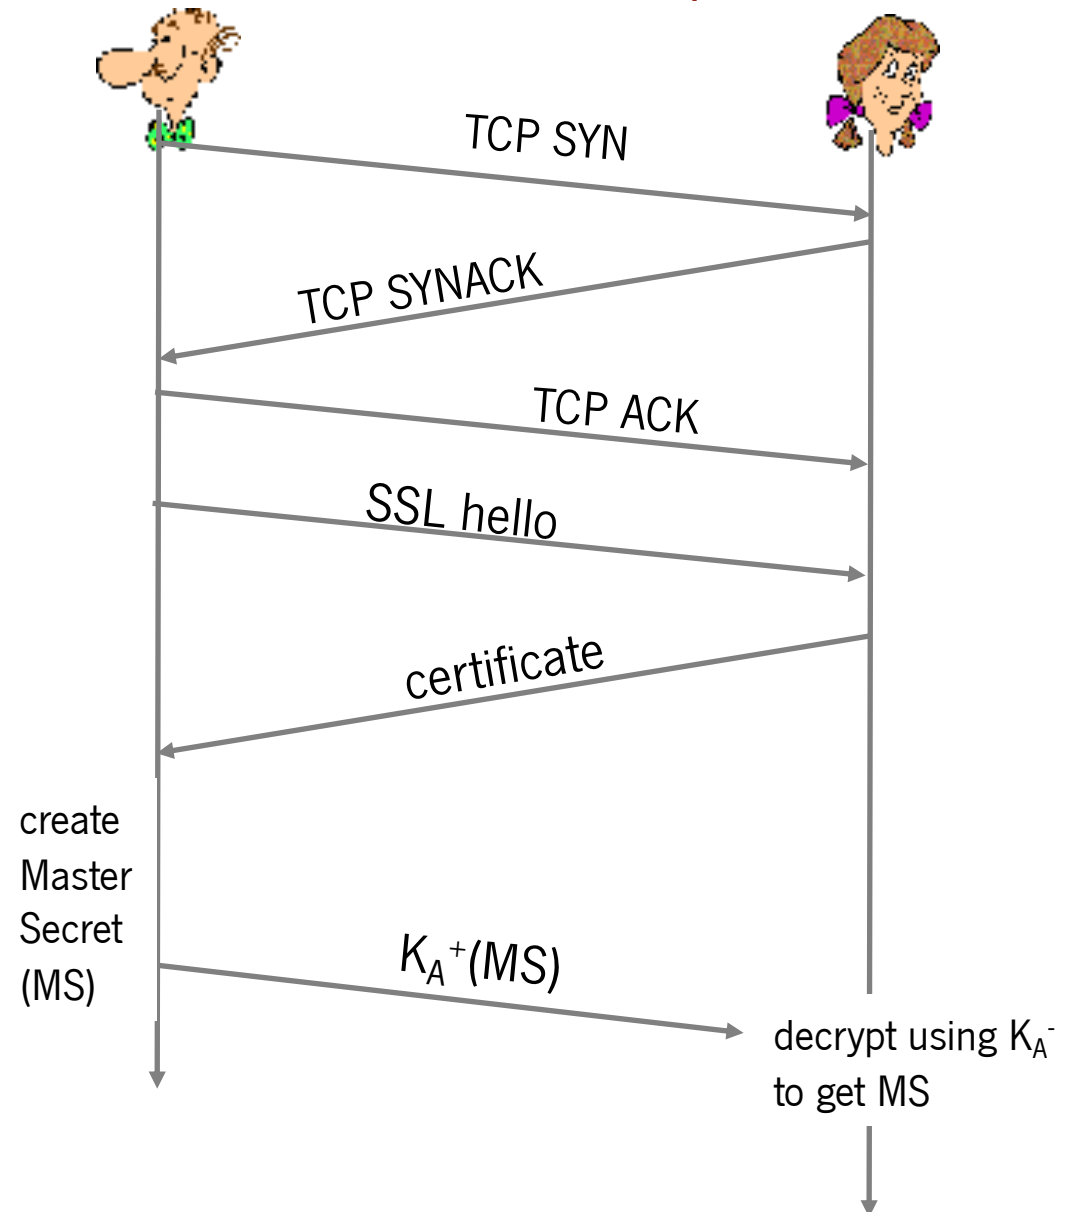 TCP SYN
TCP SYNACK
TCP ACK
SSL hello
certificate
create
Master
Secret
(MS)
K_A⁺(MS)
decrypt using K_A⁻
to get MS